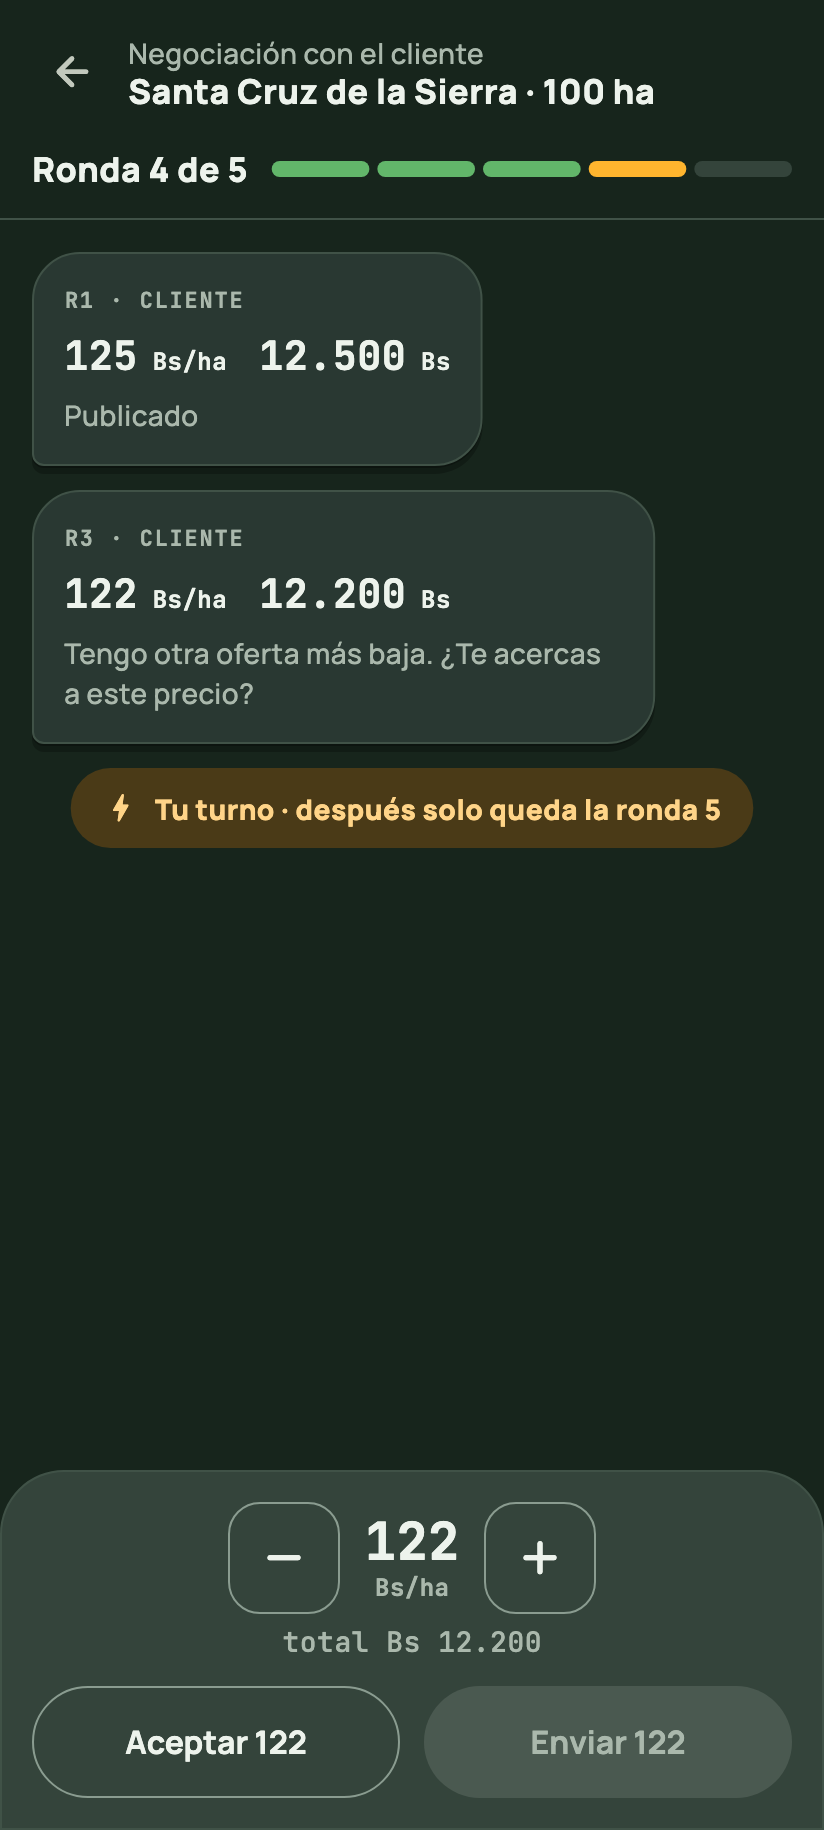 Negociación con el cliente
Santa Cruz de la Sierra · 100 ha
Ronda 4 de 5
R1 · CLIENTE
125 Bs/ha 12.500 Bs
Publicado
R3 · CLIENTE
122 Bs/ha 12.200 Bs
Tengo otra oferta más baja. ¿Te acercas
a este precio?
Tu turno · después solo queda la ronda 5
122
Bs/ha
total Bs 12.200
Aceptar 122
Enviar 122